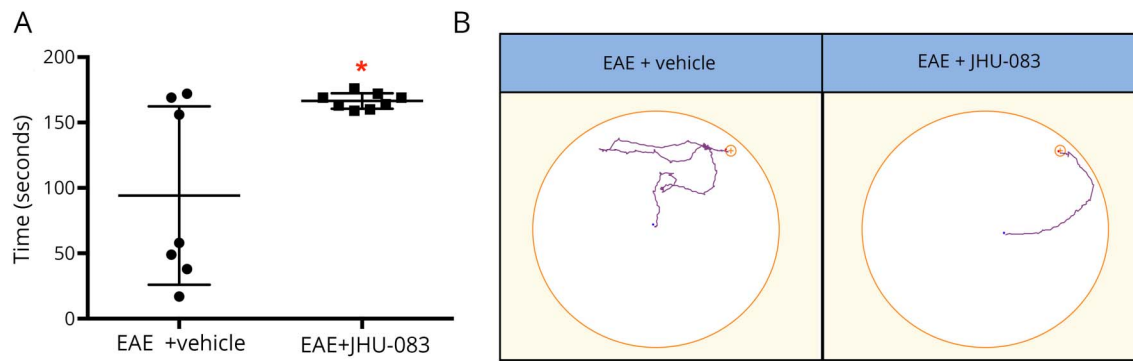 A
B
200
150
100
50
0
Time (seconds)
*
EAE +vehicle
EAE+JHU-083
EAE + vehicle
EAE + JHU-083